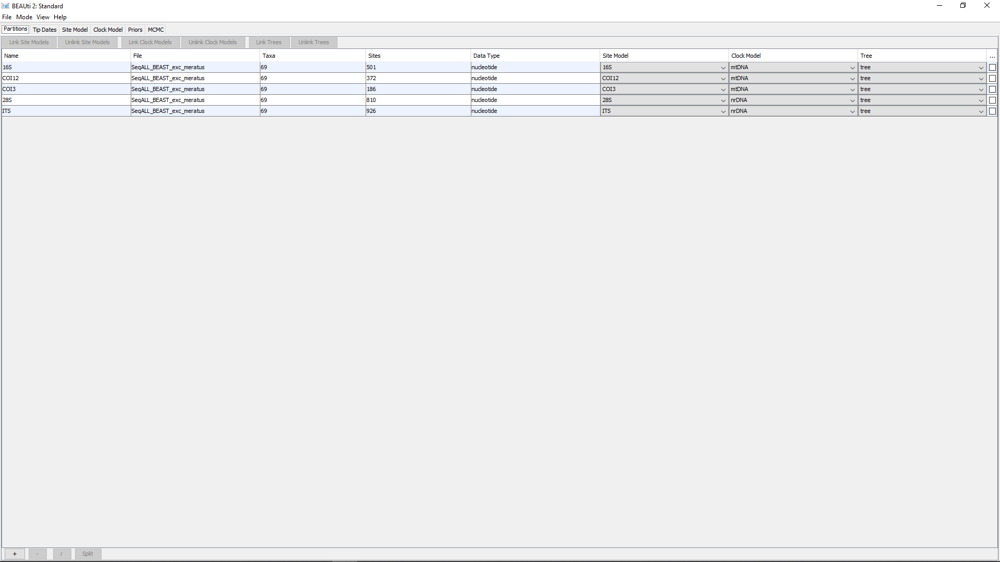 BEAUti 2: Standard
File Mode View Help
Partitions Tip Dates Site Model Clock Model Priors MCMC
Link Site Models Unlink Site Models Link Clock Models Unlink Clock Models Link Trees Unlink Trees
Name File Taxa Sites Data Type Site Model Clock Model Tree ...
16S SeqALL_BEAST_exc_meratus 69 501 nucleotide 16S mtDNA tree
COI12 SeqALL_BEAST_exc_meratus 69 372 nucleotide COI12 mtDNA tree
COI3 SeqALL_BEAST_exc_meratus 69 186 nucleotide COI3 mtDNA tree
28S SeqALL_BEAST_exc_meratus 69 810 nucleotide 28S nrDNA tree
ITS SeqALL_BEAST_exc_meratus 69 926 nucleotide ITS nrDNA tree
+ - r Split